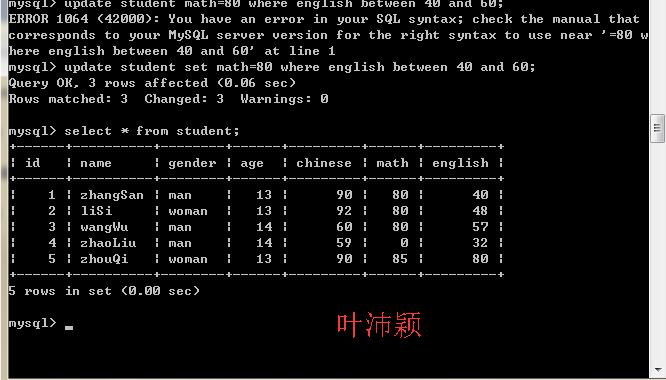 mysql> update student math=80 where english between 40 and 60;
ERROR 1064 (42000): You have an error in your SQL syntax; check the manual that
corresponds to your MySQL server version for the right syntax to use near '=80 w
here english between 40 and 60' at line 1
mysql> update student set math=80 where english between 40 and 60;
Query OK, 3 rows affected (0.06 sec)
Rows matched: 3  Changed: 3  Warnings: 0
mysql> select * from student;
+------+----------+--------+------+---------+------+---------+
| id   | name     | gender | age  | chinese | math | english |
+------+----------+--------+------+---------+------+---------+
|    1 | zhangSan | man    |   13 |      90 |   80 |      40 |
|    2 | liSi     | woman  |   13 |      92 |   80 |      48 |
|    3 | wangWu   | man    |   14 |      60 |   80 |      57 |
|    4 | zhaoLiu  | man    |   14 |      59 |    0 |      32 |
|    5 | zhouQi   | woman  |   13 |      90 |   85 |      80 |
+------+----------+--------+------+---------+------+---------+
5 rows in set (0.00 sec)
mysql> _
叶沛颖